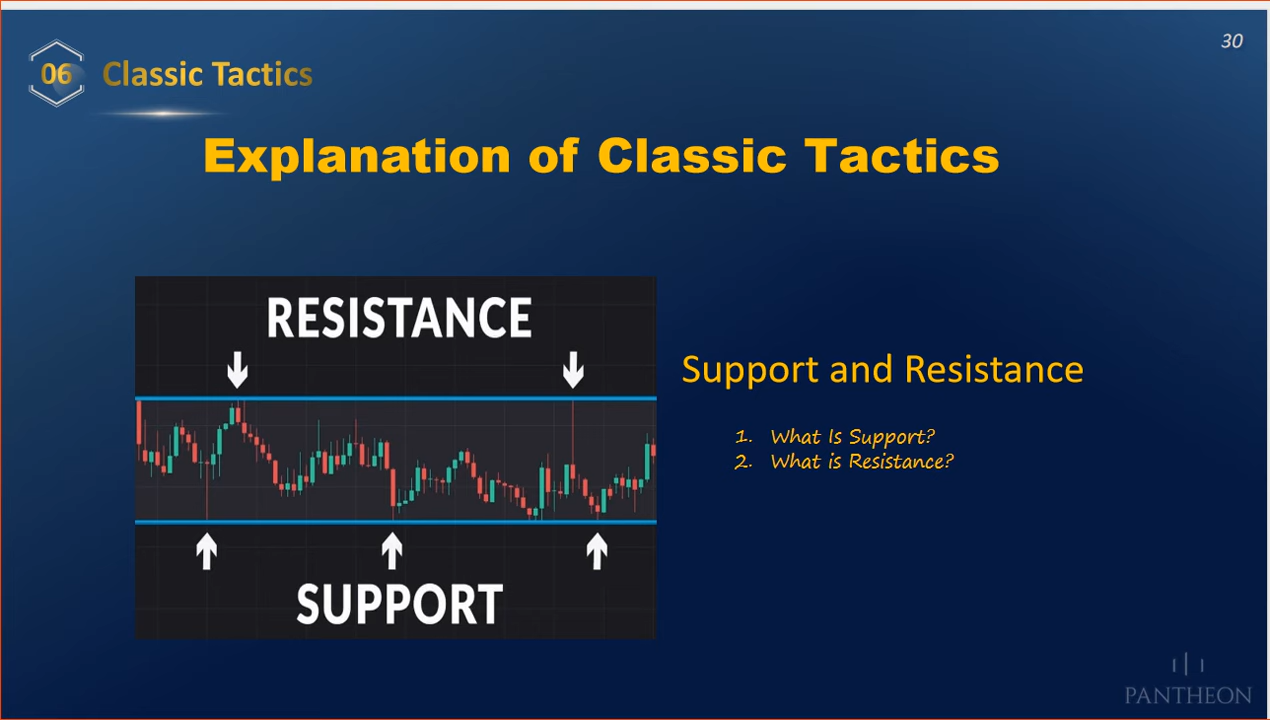 30
06 Classic Tactics
Explanation of Classic Tactics
RESISTANCE
SUPPORT
Support and Resistance
1. What Is Support?
2. What is Resistance?
PANTHEON